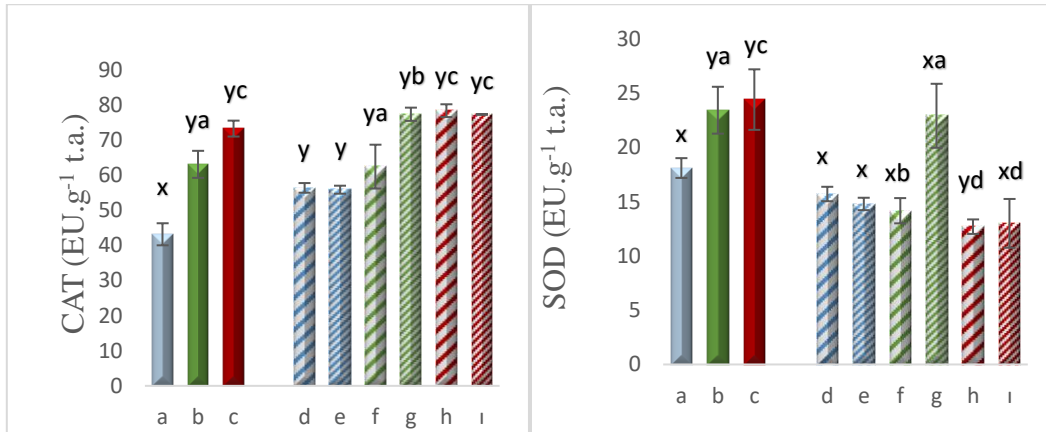 CAT (EU.g⁻¹ t.a.)
90
80
70
60
50
40
30
20
10
0
x
ya
yc
y
y
ya
yb
yc
yc
a b c d e f g h ı
SOD (EU.g⁻¹ t.a.)
30
25
20
15
10
5
0
x
ya
yc
x
x
xb
xa
yd
xd
a b c d e f g h ı